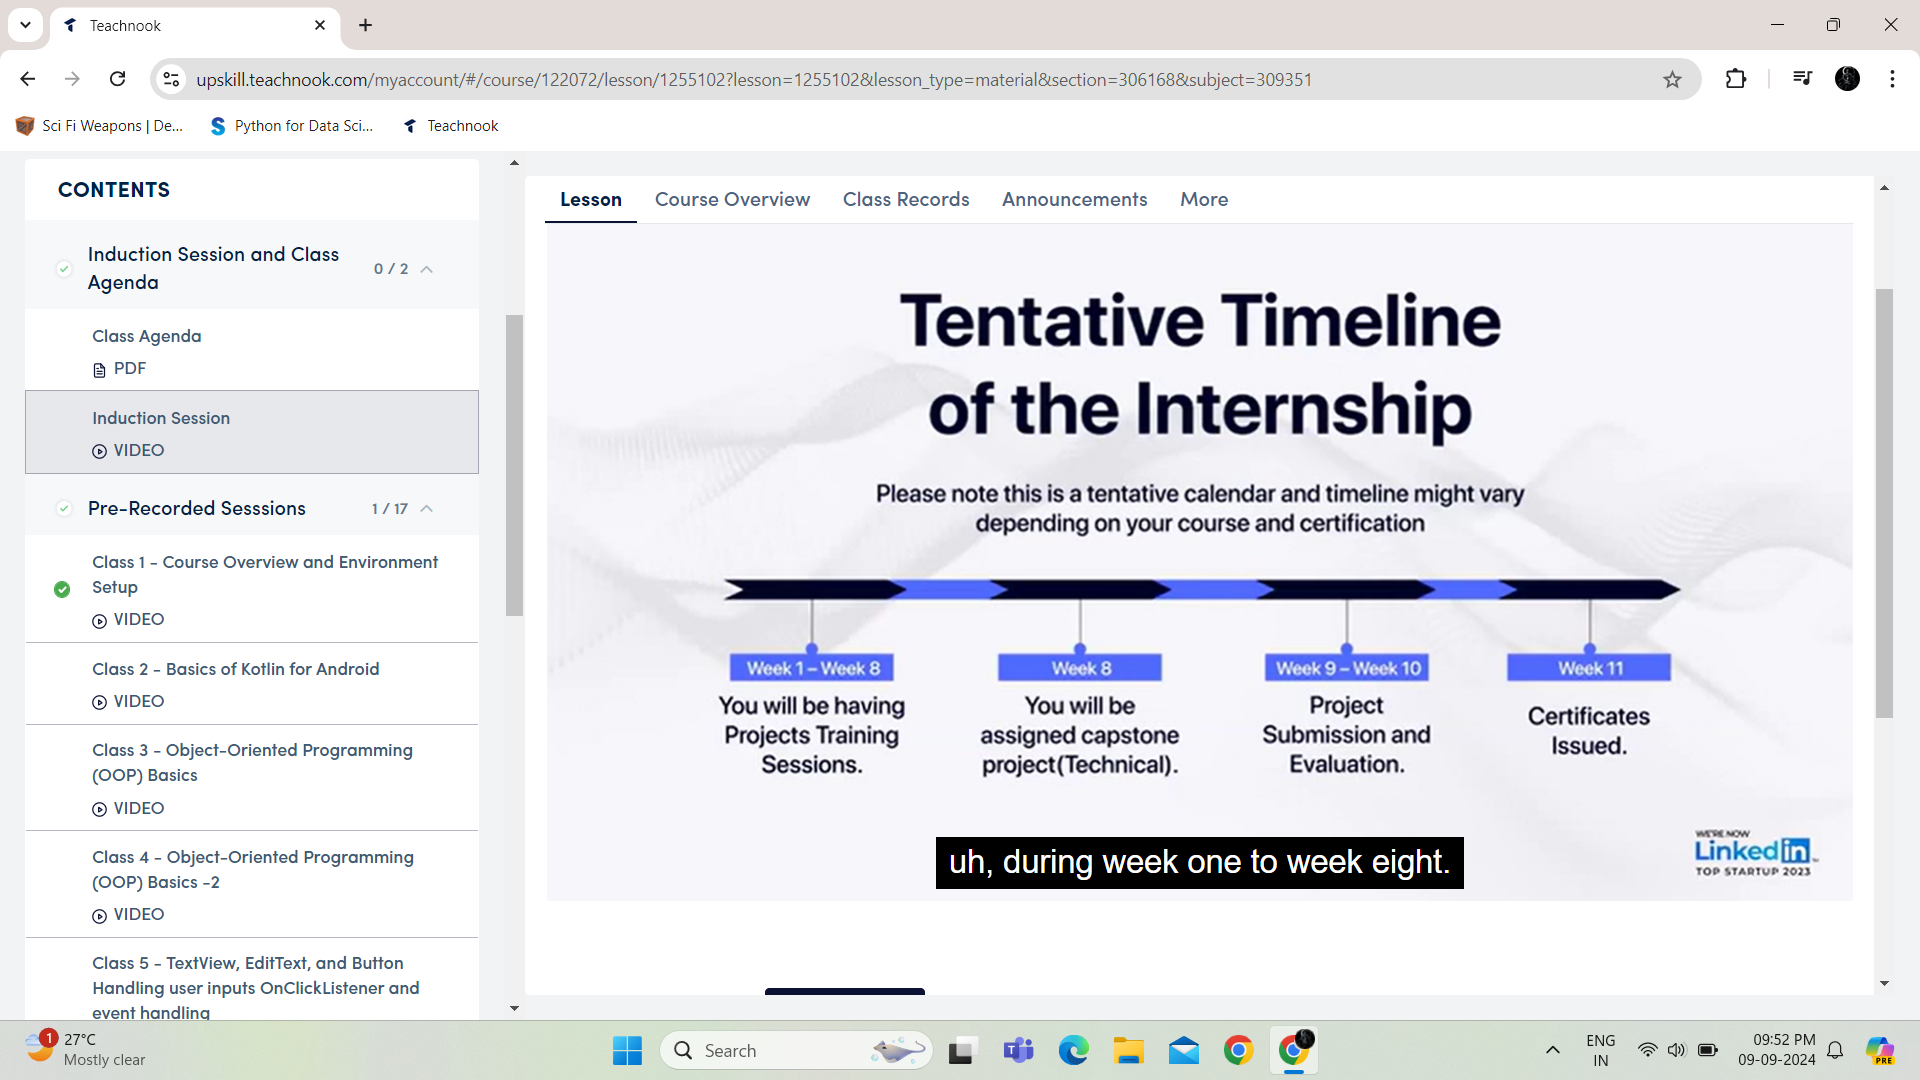 Teachnook
upskill.teachnook.com/myaccount/#/course/122072/lesson/1255102?lesson=1255102&lesson_type=material&section=306168&subject=309351
Sci Fi Weapons | De...
Python for Data Sci...
Teachnook
CONTENTS
Induction Session and Class
Agenda
0 / 2
Class Agenda
PDF
Induction Session
VIDEO
Pre-Recorded Sesssions
1 / 17
Class 1 - Course Overview and Environment
Setup
VIDEO
Class 2 - Basics of Kotlin for Android
VIDEO
Class 3 - Object-Oriented Programming
(OOP) Basics
VIDEO
Class 4 - Object-Oriented Programming
(OOP) Basics -2
VIDEO
Class 5 - TextView, EditText, and Button
Handling user inputs OnClickListener and
event handling
Lesson
Course Overview
Class Records
Announcements
More
Tentative Timeline
of the Internship
Please note this is a tentative calendar and timeline might vary
depending on your course and certification
Week 1 – Week 8
You will be having
Projects Training
Sessions.
Week 8
You will be
assigned capstone
project(Technical).
Week 9 – Week 10
Project
Submission and
Evaluation.
Week 11
Certificates
Issued.
uh, during week one to week eight.
WE'RE NOW
Linkedin
TOP STARTUP 2023
1
27°C
Mostly clear
Search
ENG
IN
09:52 PM
09-09-2024
PRE